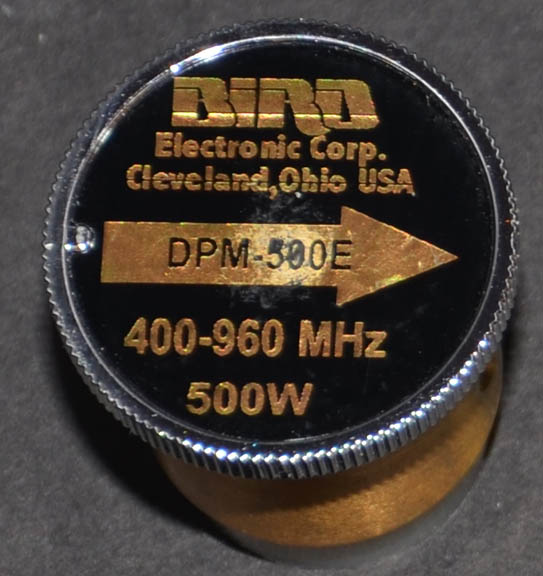 BIRD
Electronic Corp.
Cleveland,Ohio USA
DPM-500E
400-960 MHz
500W